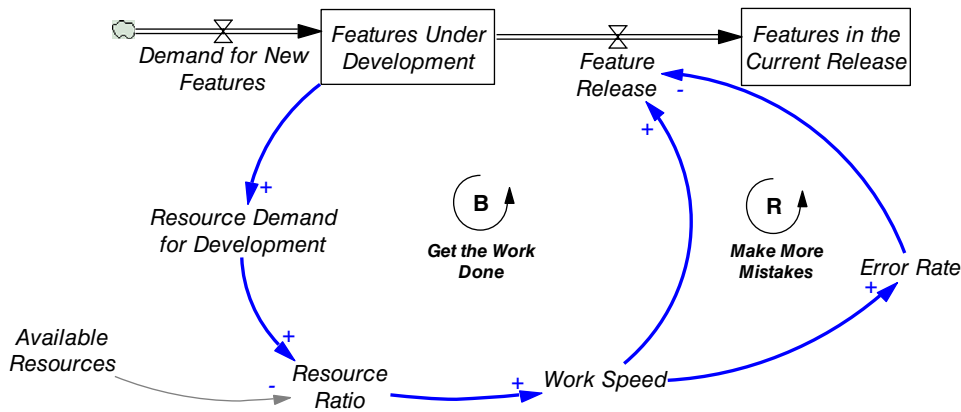 Demand for New
Features
Features Under
Development
Feature
Release
Features in the
Current Release
-
+
+
Resource Demand
for Development
B
Get the Work
Done
R
Make More
Mistakes
Error Rate
+
+
Available
Resources
-
Resource
Ratio
+
Work Speed